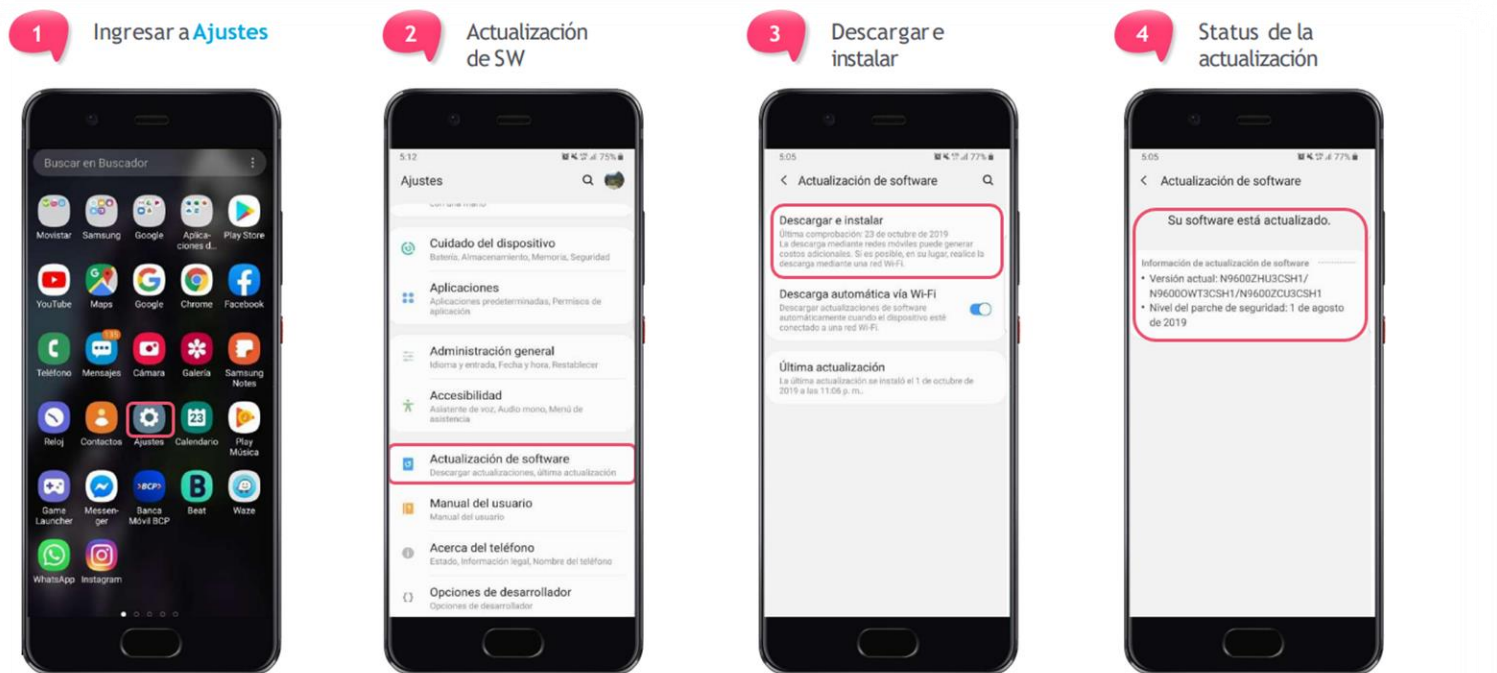 1
Ingresar a Ajustes
2
Actualización
de SW
3
Descargar e
instalar
4
Status de la
actualización
Buscar en Buscador
Movistar
Samsung
Google
Aplica-
ciones d...
Play Store
YouTube
Maps
Google
Chrome
Facebook
135
Teléfono
Mensajes
Cámara
Galería
Samsung
Notes
23
Reloj
Contactos
Ajustes
Calendario
Play
Música
>BCP>
B
Game
Launcher
Messen-
ger
Banca
Móvil BCP
Beat
Waze
WhatsApp
Instagram
5:12
75%
Ajustes
con una mano
Cuidado del dispositivo
Batería, Almacenamiento, Memoria, Seguridad
Aplicaciones
Aplicaciones predeterminadas, Permisos de
aplicación
Administración general
Idioma y entrada, Fecha y hora, Restablecer
Accesibilidad
Asistente de voz, Audio mono, Menú de
asistencia
Actualización de software
Descargar actualizaciones, última actualización
Manual del usuario
Manual del usuario
Acerca del teléfono
Estado, Información legal, Nombre del teléfono
Opciones de desarrollador
Opciones de desarrollador
5:05
77%
Actualización de software
Descargar e instalar
Última comprobación: 23 de octubre de 2019
La descarga mediante redes móviles puede generar
costos adicionales. Si es posible, en su lugar, realice la
descarga mediante una red Wi-Fi.
Descarga automática vía Wi-Fi
Descargar actualizaciones de software
automáticamente cuando el dispositivo esté
conectado a una red Wi-Fi.
Última actualización
La última actualización se instaló el 1 de octubre de
2019 a las 11:06 p. m..
5:05
77%
Actualización de software
Su software está actualizado.
Información de actualización de software
• Versión actual: N9600ZHU3CSH1/
N9600OWT3CSH1/N9600ZCU3CSH1
• Nivel del parche de seguridad: 1 de agosto
de 2019